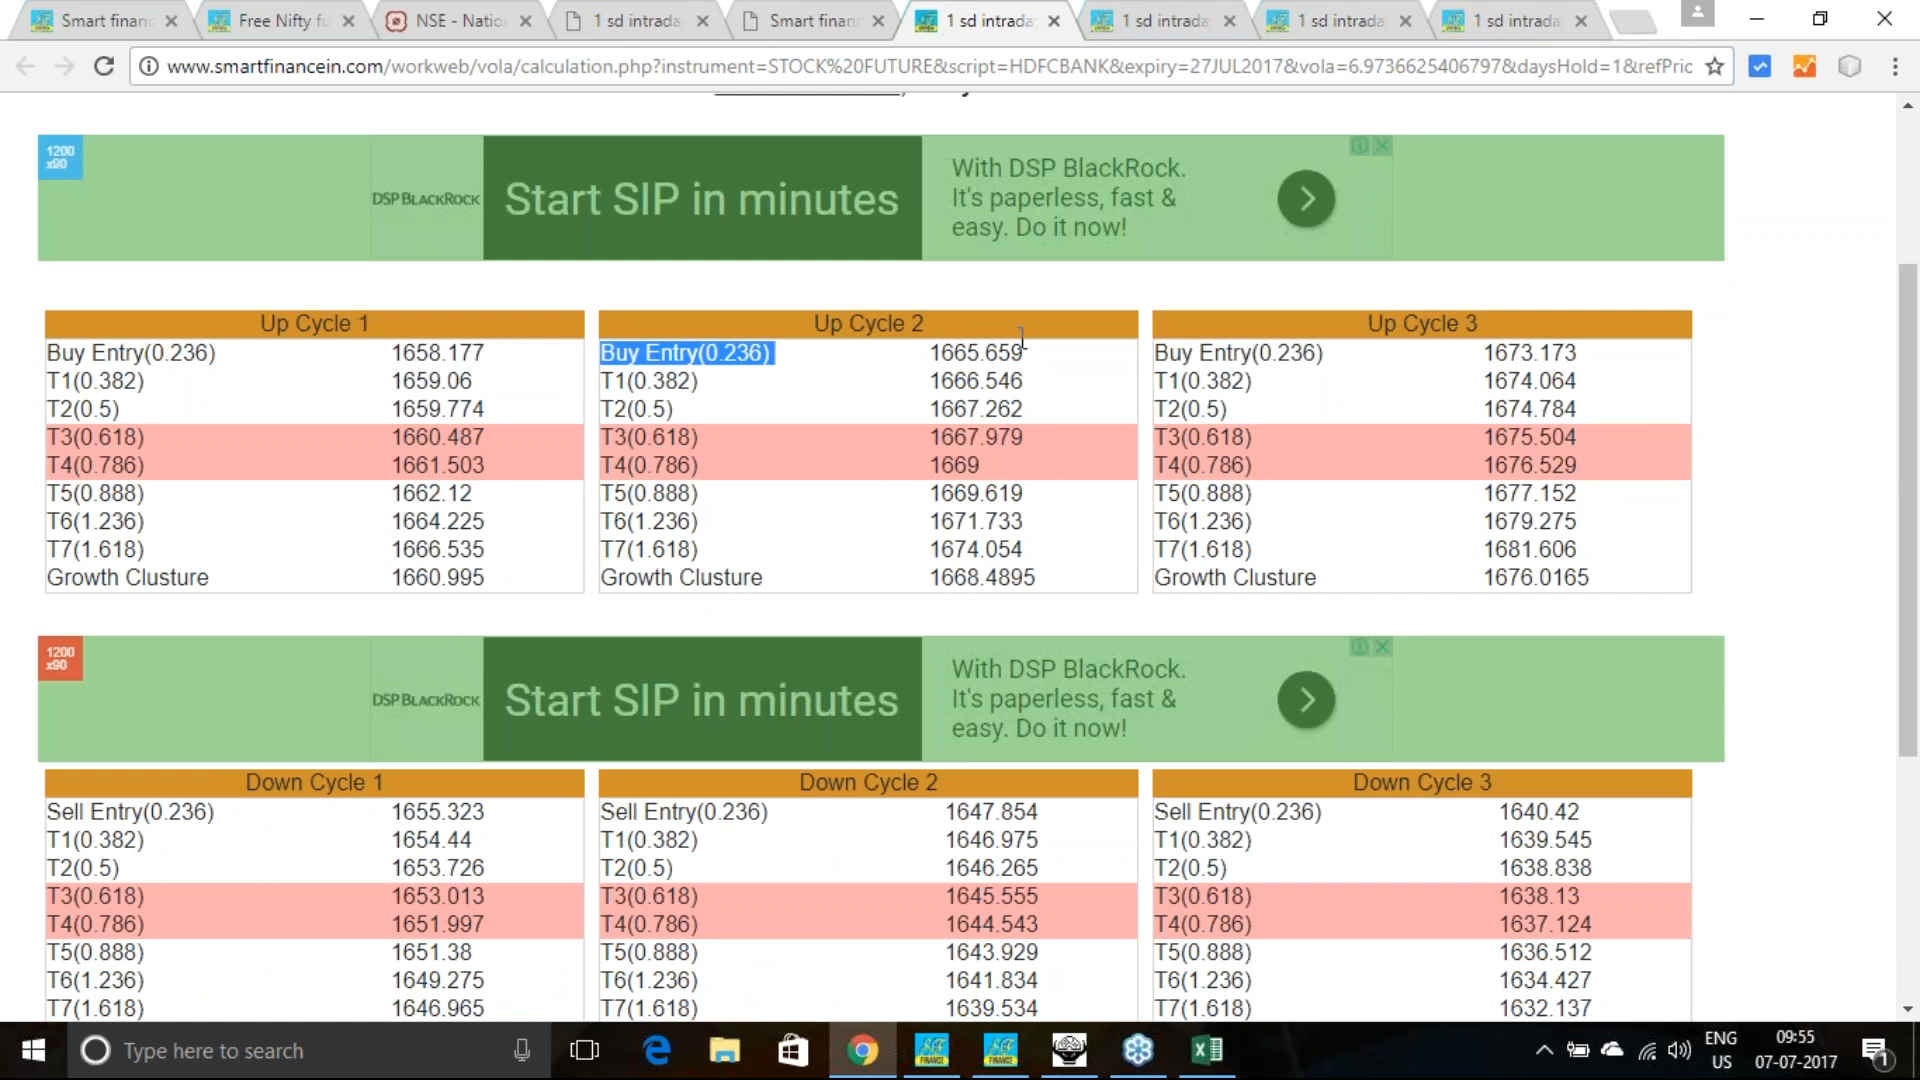 Smart financ
Free Nifty fu
NSE - Natio
1 sd intrada
Smart financ
1 sd intrada
1 sd intrada
1 sd intrada
1 sd intrada
www.smartfinancein.com/workweb/vola/calculation.php?instrument=STOCK%20FUTURE&script=HDFCBANK&expiry=27JUL2017&vola=6.9736625406797&daysHold=1&refPric
1200
x90
DSP BLACKROCK
Start SIP in minutes
With DSP BlackRock.
It's paperless, fast &
easy. Do it now!
Up Cycle 1
Buy Entry(0.236) 1658.177
T1(0.382) 1659.06
T2(0.5) 1659.774
T3(0.618) 1660.487
T4(0.786) 1661.503
T5(0.888) 1662.12
T6(1.236) 1664.225
T7(1.618) 1666.535
Growth Clusture 1660.995
Up Cycle 2
Buy Entry(0.236) 1665.659
T1(0.382) 1666.546
T2(0.5) 1667.262
T3(0.618) 1667.979
T4(0.786) 1669
T5(0.888) 1669.619
T6(1.236) 1671.733
T7(1.618) 1674.054
Growth Clusture 1668.4895
Up Cycle 3
Buy Entry(0.236) 1673.173
T1(0.382) 1674.064
T2(0.5) 1674.784
T3(0.618) 1675.504
T4(0.786) 1676.529
T5(0.888) 1677.152
T6(1.236) 1679.275
T7(1.618) 1681.606
Growth Clusture 1676.0165
1200
x90
DSP BLACKROCK
Start SIP in minutes
With DSP BlackRock.
It's paperless, fast &
easy. Do it now!
Down Cycle 1
Sell Entry(0.236) 1655.323
T1(0.382) 1654.44
T2(0.5) 1653.726
T3(0.618) 1653.013
T4(0.786) 1651.997
T5(0.888) 1651.38
T6(1.236) 1649.275
T7(1.618) 1646.965
Down Cycle 2
Sell Entry(0.236) 1647.854
T1(0.382) 1646.975
T2(0.5) 1646.265
T3(0.618) 1645.555
T4(0.786) 1644.543
T5(0.888) 1643.929
T6(1.236) 1641.834
T7(1.618) 1639.534
Down Cycle 3
Sell Entry(0.236) 1640.42
T1(0.382) 1639.545
T2(0.5) 1638.838
T3(0.618) 1638.13
T4(0.786) 1637.124
T5(0.888) 1636.512
T6(1.236) 1634.427
T7(1.618) 1632.137
Type here to search
FINANCE
FINANCE
ENG
US
09:55
07-07-2017
1